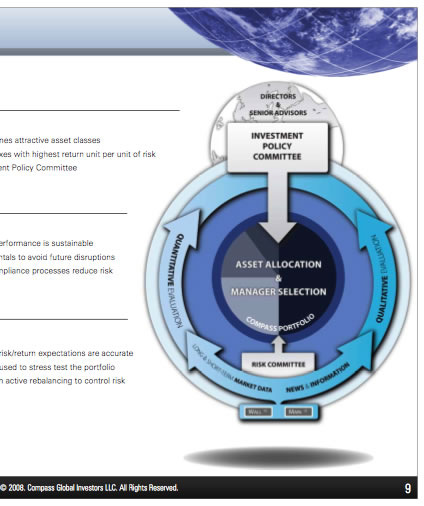 nes attractive asset classes
xes with highest return unit per unit of risk
ent Policy Committee
erformance is sustainable
ntals to avoid future disruptions
mpliance processes reduce risk
risk/return expectations are accurate
used to stress test the portfolio
n active rebalancing to control risk
DIRECTORS
&
SENIOR ADVISORS
INVESTMENT
POLICY
COMMITTEE
QUANTITATIVE EVALUATION
QUALITATIVE EVALUATION
ASSET ALLOCATION
&
MANAGER SELECTION
COMPASS PORTFOLIO
RISK COMMITTEE
LONG & SHORT-TERM MARKET DATA
NEWS & INFORMATION
WALL ST
MAIN ST
© 2008. Compass Global Investors LLC. All Rights Reserved.
9